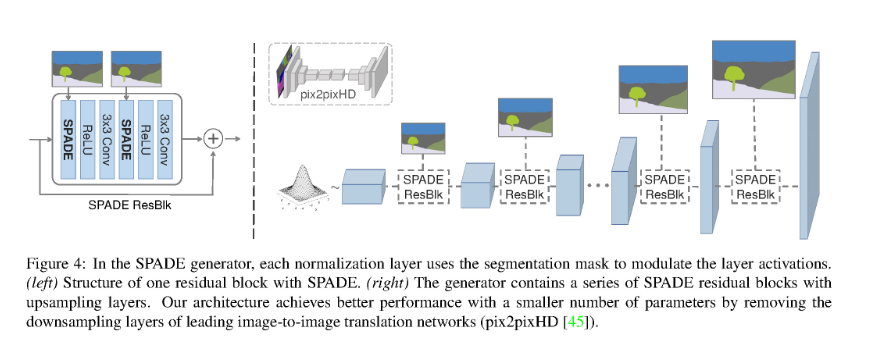 SPADE
ReLU
3x3 Conv
SPADE
ReLU
3x3 Conv
SPADE ResBlk
pix2pixHD
~
SPADE
ResBlk
SPADE
ResBlk
SPADE
ResBlk
SPADE
ResBlk
Figure 4: In the SPADE generator, each normalization layer uses the segmentation mask to modulate the layer activations.
(left) Structure of one residual block with SPADE. (right) The generator contains a series of SPADE residual blocks with
upsampling layers. Our architecture achieves better performance with a smaller number of parameters by removing the
downsampling layers of leading image-to-image translation networks (pix2pixHD [45]).